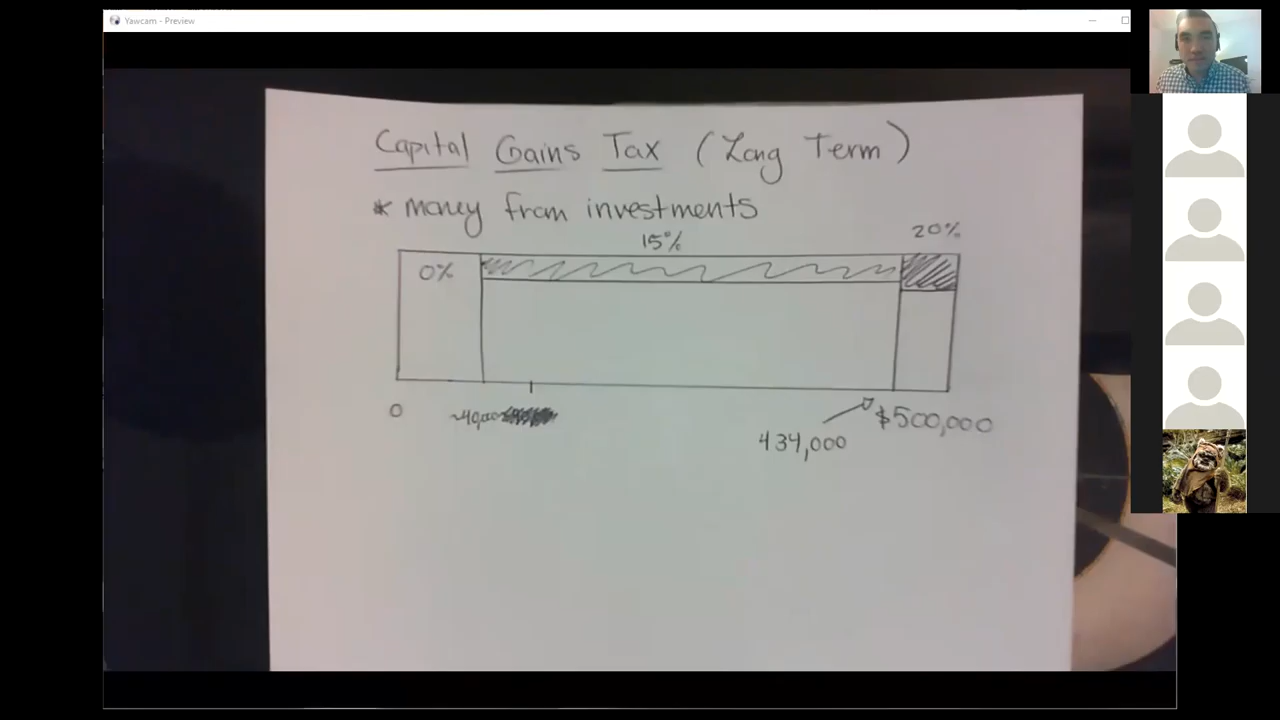 Yawcam - Preview
Capital Gains Tax (Long Term)
* money from investments
15%
20%
0%
0
~40,000
$500,000
434,000